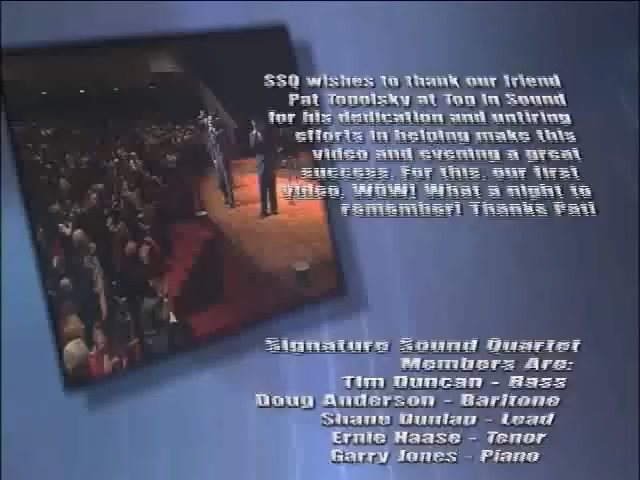 SSQ wishes to thank our friend
Pat Topolsky at Top In Sound
for his dedication and untiring
efforts in helping make this
video and evening a great
success. For this, our first
video, WOW! What a night to
remember! Thanks Pat!
Signature Sound Quartet
Members Are:
Tim Duncan - Bass
Doug Anderson - Baritone
Shane Dunlap - Lead
Ernie Haase - Tenor
Garry Jones - Piano